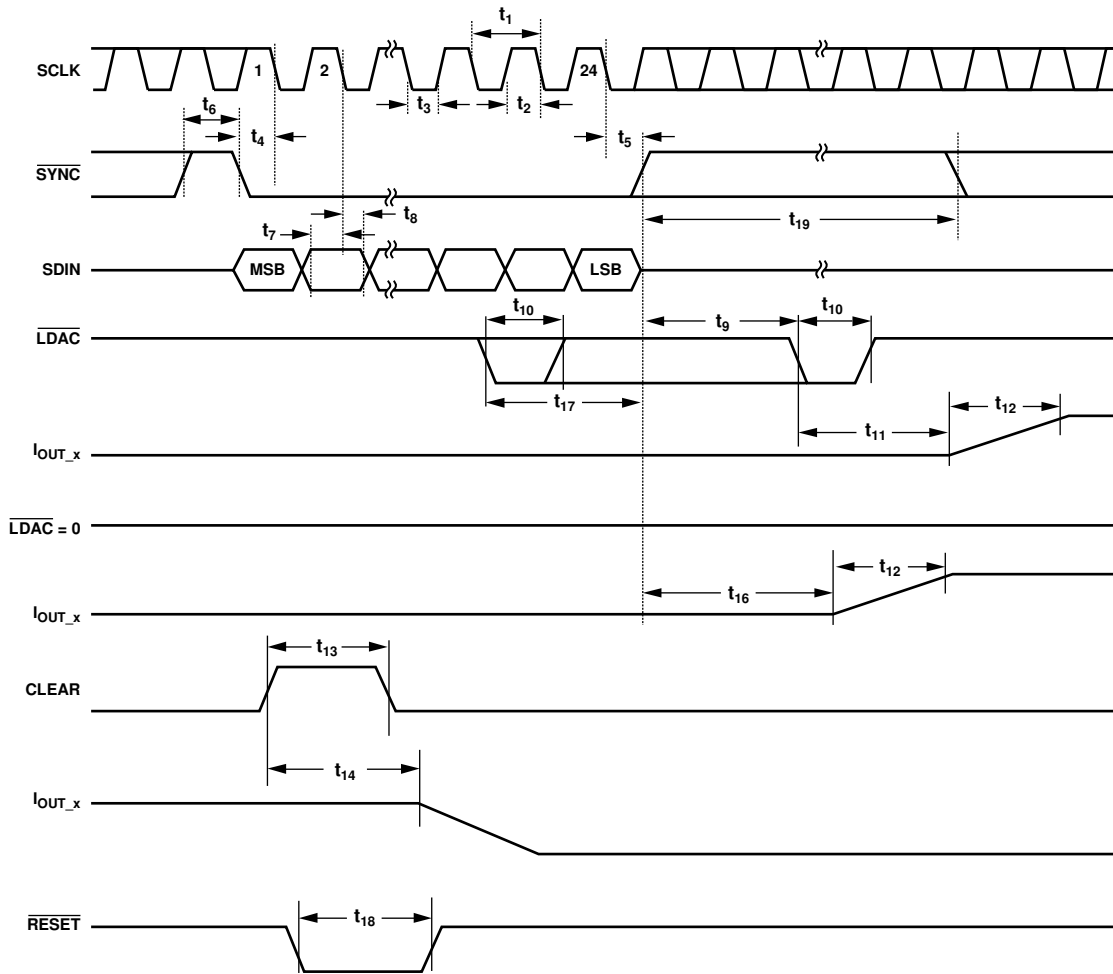 t1
SCLK
1
2
24
t6
t4
t3
t2
t5
SYNC
t8
t19
t7
SDIN
MSB
LSB
t10
t9
t10
LDAC
t17
t12
t11
IOUT_x
LDAC = 0
t12
t16
IOUT_x
t13
CLEAR
t14
IOUT_x
t18
RESET